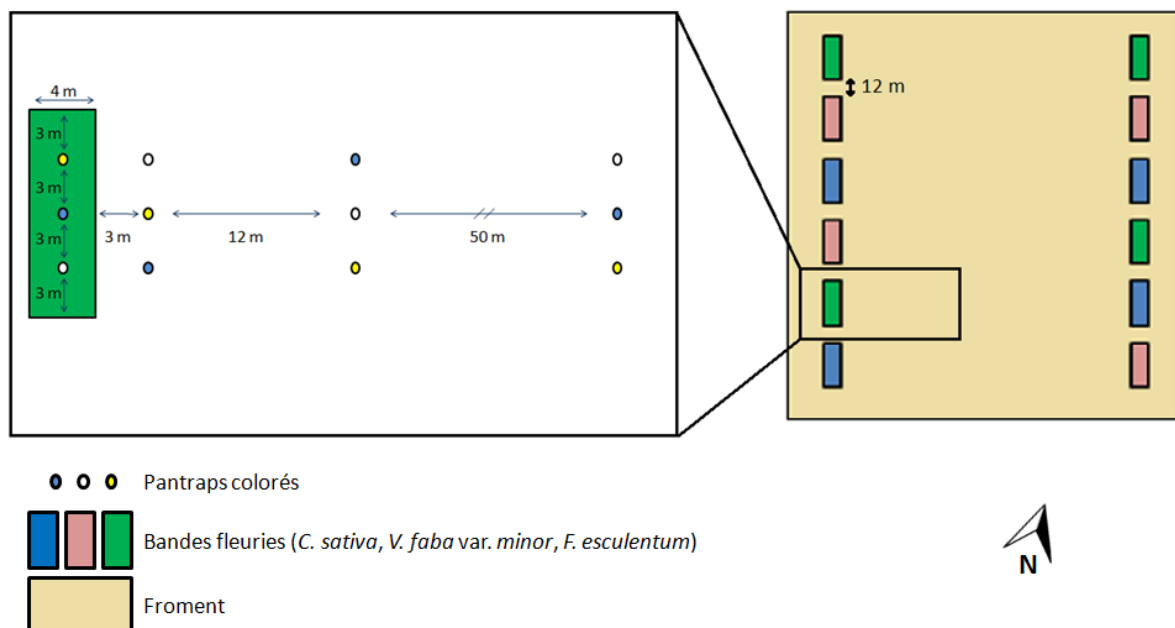 4 m
3 m
3 m
3 m
3 m
3 m
12 m
50 m
12 m
Pantraps colorés
Bandes fleuries (C. sativa, V. faba var. minor, F. esculentum)
Froment
N